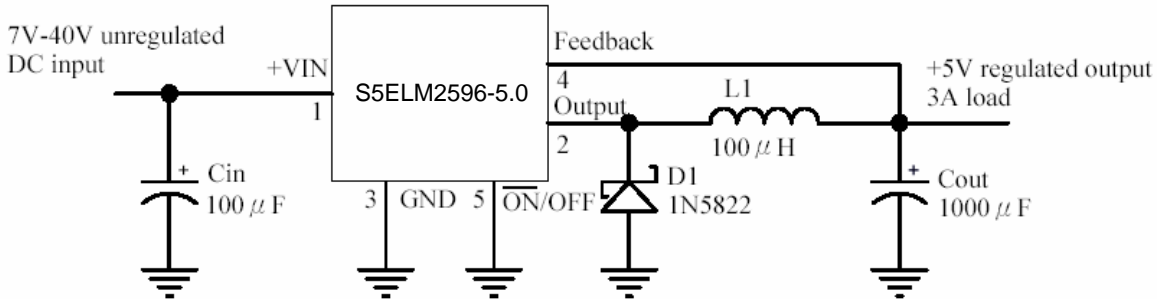 7V-40V unregulated
DC input
+VIN
1
S5ELM2596-5.0
Feedback
4
Output
2
L1
100μH
+5V regulated output
3A load
+
Cin
100μF
3 GND 5 ON/OFF
D1
1N5822
+
Cout
1000μF